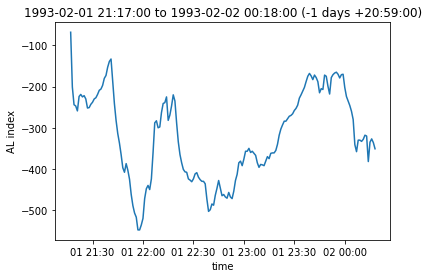 1993-02-01 21:17:00 to 1993-02-02 00:18:00 (-1 days +20:59:00)
−100
−200
−300
−400
−500
AL index
01 21:30 01 22:00 01 22:30 01 23:00 01 23:30 02 00:00
time